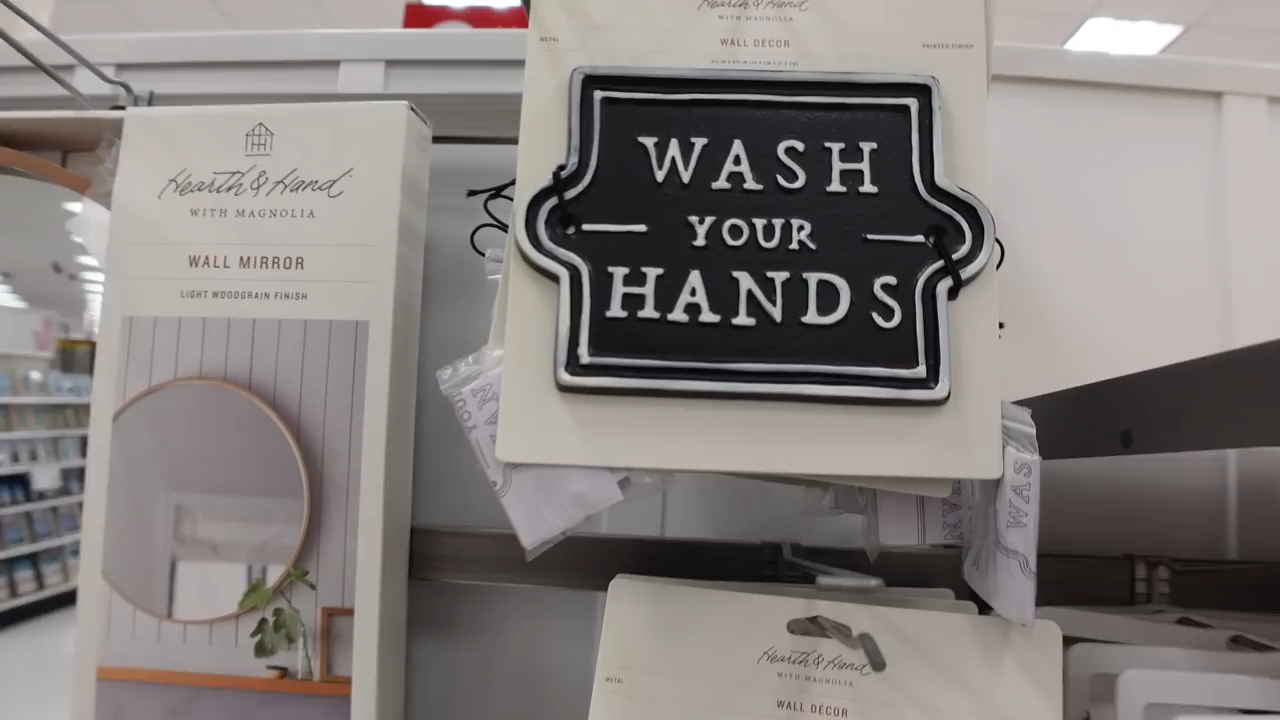 Hearth & Hand
WITH MAGNOLIA
METAL
WALL DÉCOR
PAINTED FINISH
WASH
YOUR
HANDS
Hearth & Hand
WITH MAGNOLIA
WALL MIRROR
LIGHT WOODGRAIN FINISH
WAS
Hearth & Hand
WITH MAGNOLIA
METAL
WALL DÉCOR